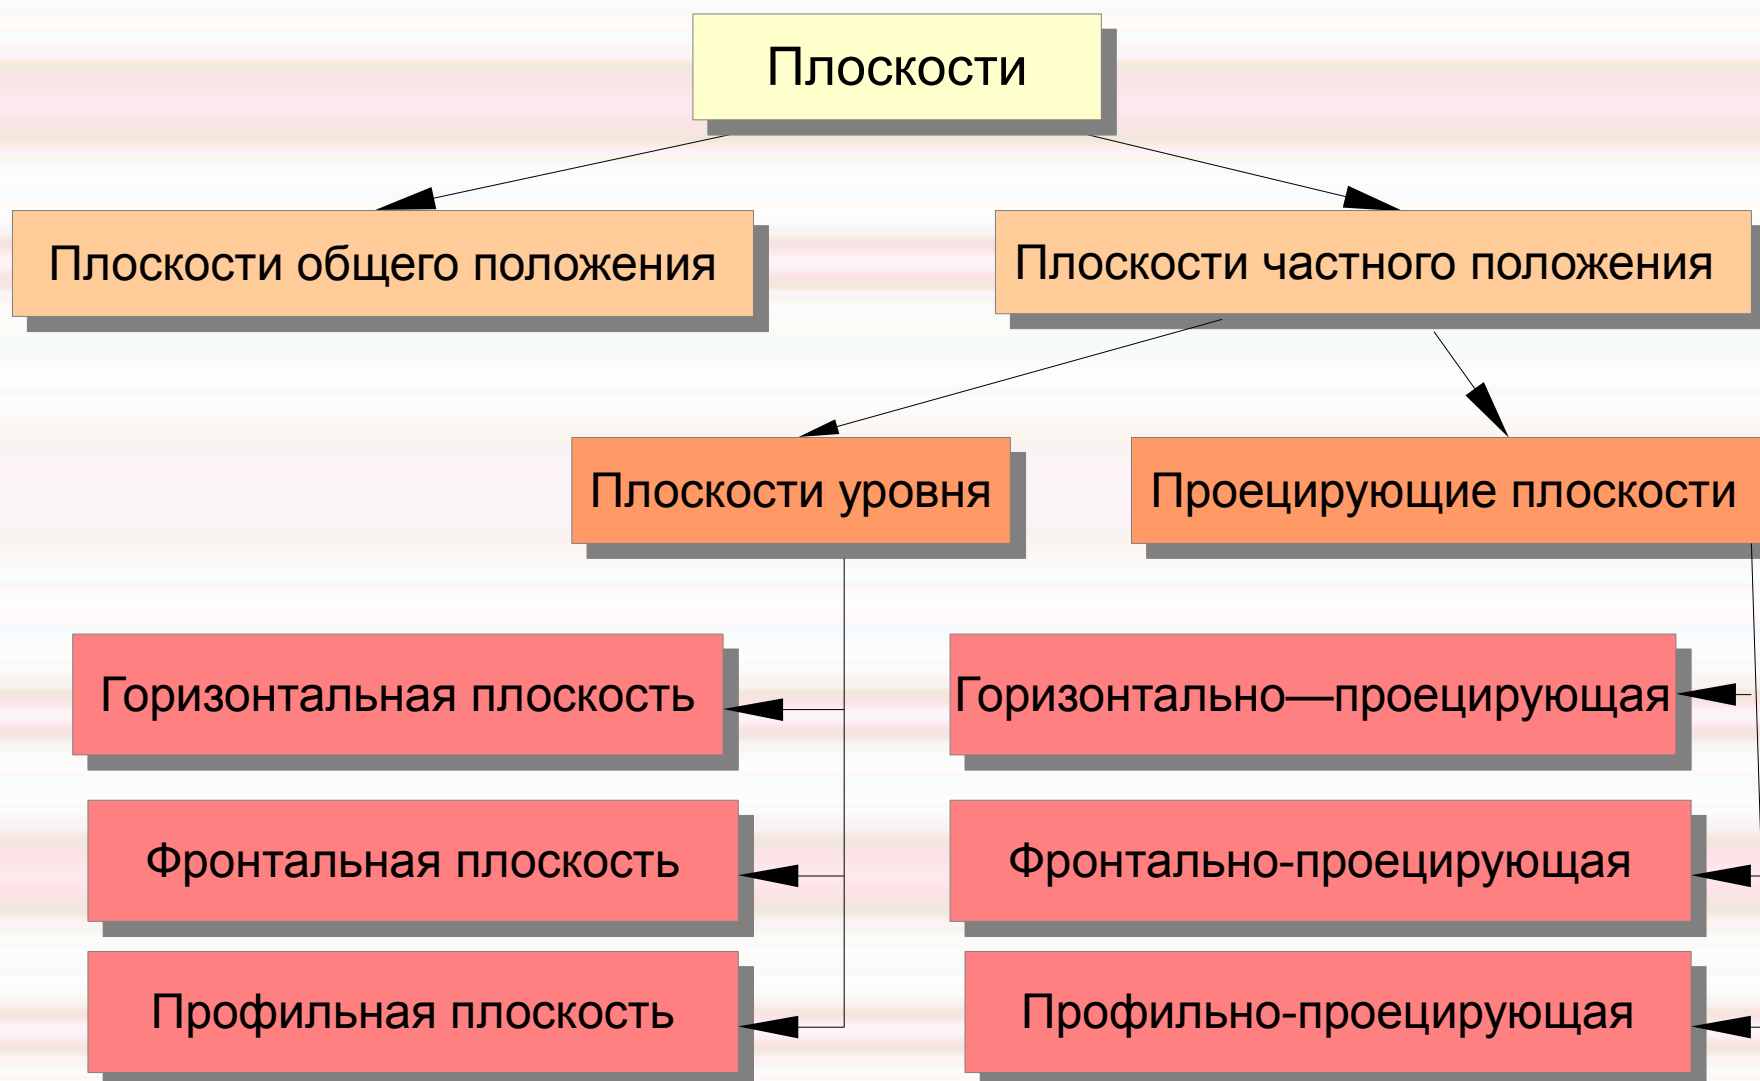 Плоскости
Плоскости общего положения
Плоскости частного положения
Плоскости уровня
Проецирующие плоскости
Горизонтальная плоскость
Горизонтально—проецирующая
Фронтальная плоскость
Фронтально-проецирующая
Профильная плоскость
Профильно-проецирующая